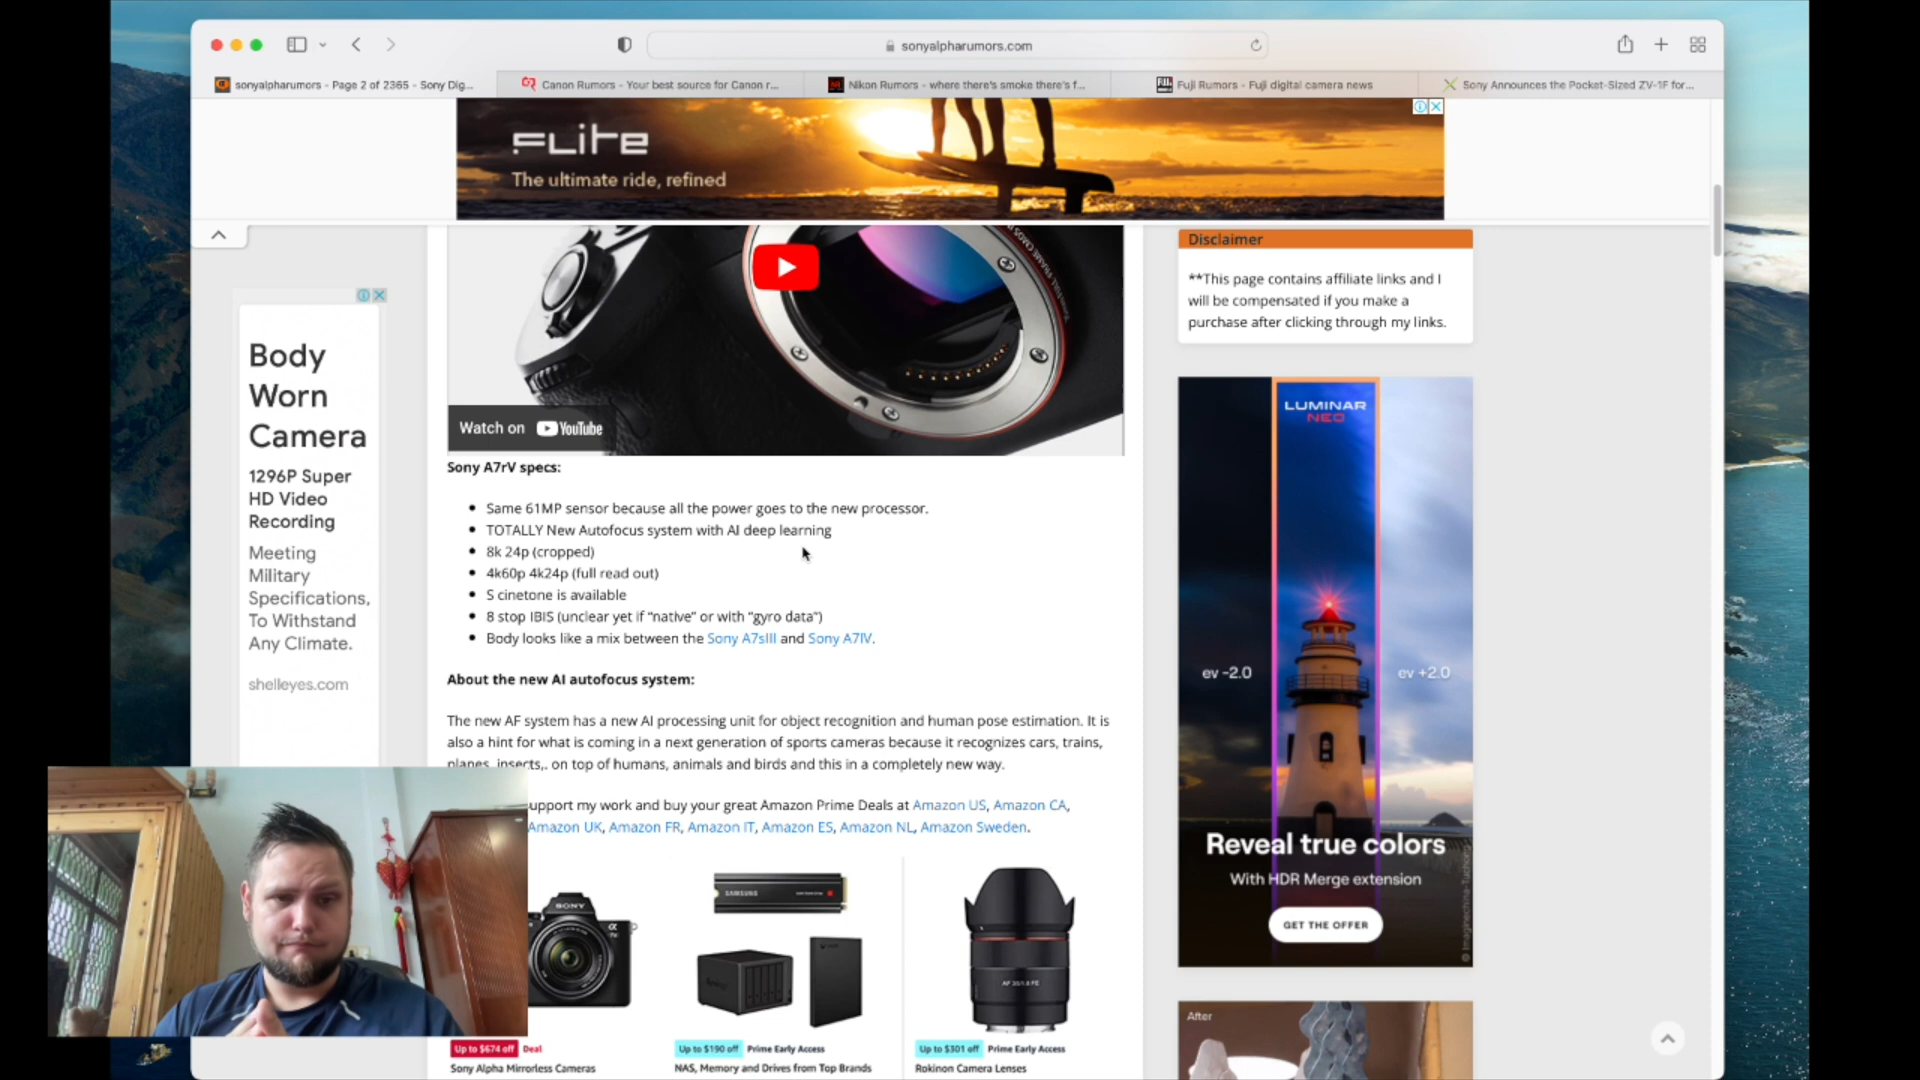 sonyalpharumors.com
sonyalpharumors - Page 2 of 2365 - Sony Dig...
Canon Rumors - Your best source for Canon r...
Nikon Rumors - where there's smoke there's f...
Fuji Rumors - Fuji digital camera news
Sony Announces the Pocket-Sized ZV-1F for...
FLITE
The ultimate ride, refined
Disclaimer
**This page contains affiliate links and I
will be compensated if you make a
purchase after clicking through my links.
Body
Worn
Camera
1296P Super
HD Video
Recording
Meeting
Military
Specifications,
To Withstand
Any Climate.
shelleyes.com
Watch on YouTube
Sony A7rV specs:
Same 61MP sensor because all the power goes to the new processor.
TOTALLY New Autofocus system with AI deep learning
8k 24p (cropped)
4k60p 4k24p (full read out)
S cinetone is available
8 stop IBIS (unclear yet if “native” or with “gyro data”)
Body looks like a mix between the Sony A7sIII and Sony A7IV.
About the new AI autofocus system:
The new AF system has a new AI processing unit for object recognition and human pose estimation. It is
also a hint for what is coming in a next generation of sports cameras because it recognizes cars, trains,
planes, insects,. on top of humans, animals and birds and this in a completely new way.
upport my work and buy your great Amazon Prime Deals at Amazon US, Amazon CA,
Amazon UK, Amazon FR, Amazon IT, Amazon ES, Amazon NL, Amazon Sweden.
SONY
SAMSUNG
AF 35/1.8 FE
Up to $674 off Deal
Sony Alpha Mirrorless Cameras
Up to $190 off Prime Early Access
NAS, Memory and Drives from Top Brands
Up to $301 off Prime Early Access
Rokinon Camera Lenses
LUMINAR
NEO
ev -2.0
ev +2.0
Reveal true colors
With HDR Merge extension
GET THE OFFER
After